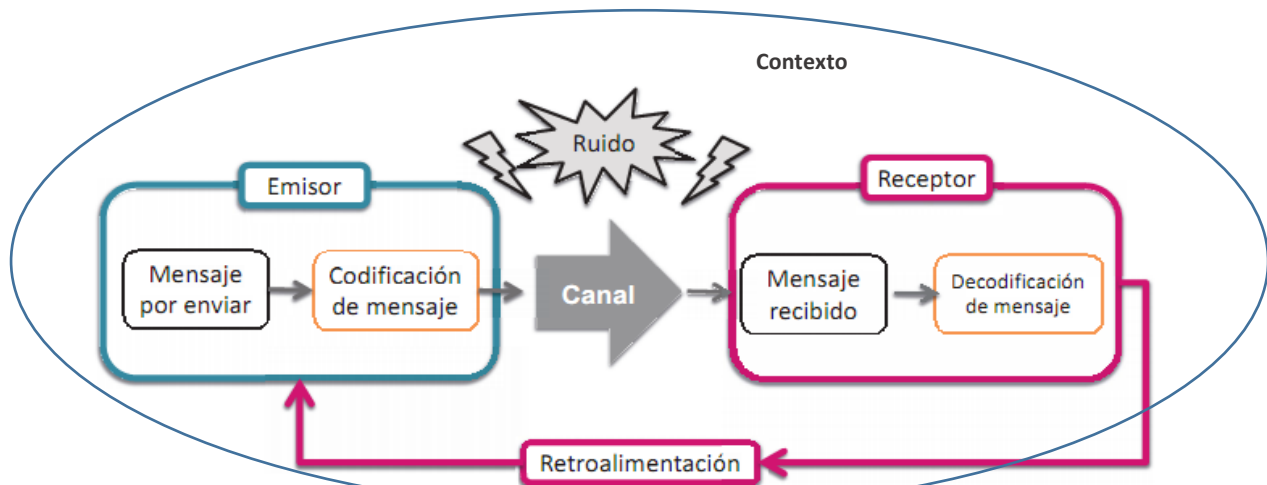 Contexto
Ruido
Emisor
Receptor
Mensaje
por enviar
Codificación
de mensaje
Canal
Mensaje
recibido
Decodificación
de mensaje
Retroalimentación